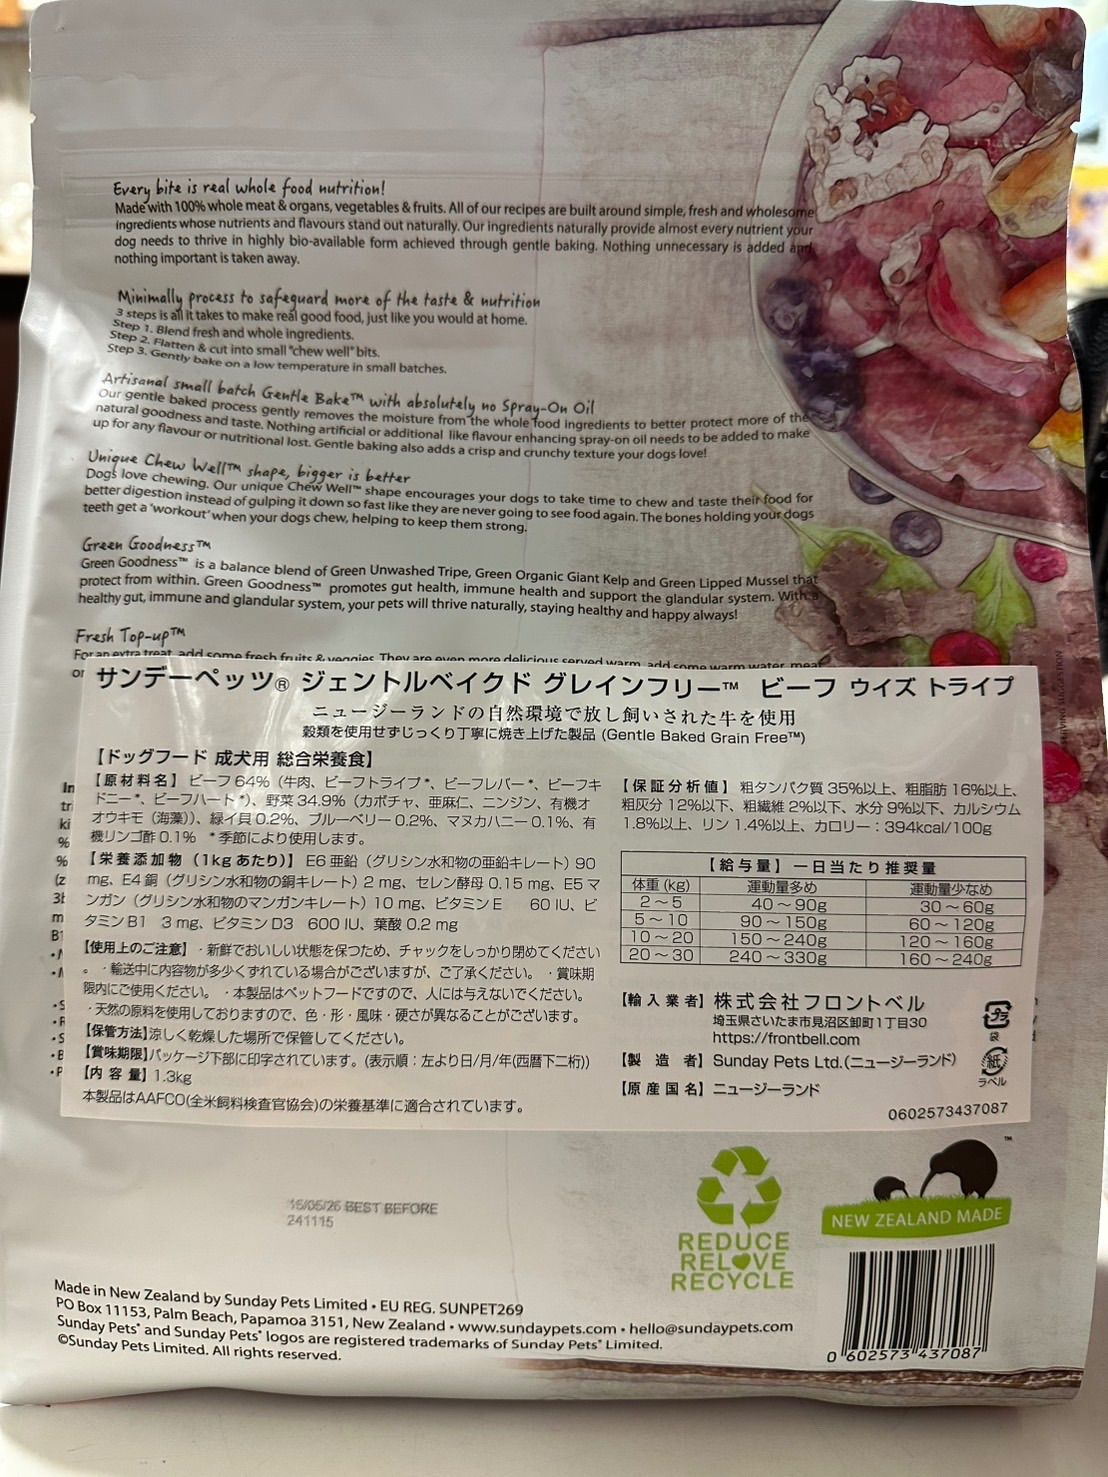 Every bite is real whole food nutrition!
Made with 100% whole meat & organs, vegetables & fruits. All of our recipes are built around simple, fresh and wholesome
ingredients whose nutrients and flavours stand out naturally. Our ingredients naturally provide almost every nutrient your
dog needs to thrive in highly bio-available form achieved through gentle baking. Nothing unnecessary is added and
nothing important is taken away.
Minimally process to safeguard more of the taste & nutrition
3 steps is all it takes to make real good food, just like you would at home.
Step 1. Blend fresh and whole ingredients.
Step 2. Flatten & cut into small "chew well" bits.
Step 3. Gently bake on a low temperature in small batches.
Artisanal small batch Gentle Bake™ with absolutely no Spray-On Oil
Our gentle baked process gently removes the moisture from the whole food ingredients to better protect more of the
natural goodness and taste. Nothing artificial or additional like flavour enhancing spray-on oil needs to be added to make
up for any flavour or nutritional lost. Gentle baking also adds a crisp and crunchy texture your dogs love!
Unique Chew Well™ shape, bigger is better
Dogs love chewing. Our unique Chew Well™ shape encourages your dogs to take time to chew and taste their food for
better digestion instead of gulping it down so fast like they are never going to see food again. The bones holding your dogs
teeth get a 'workout' when your dogs chew, helping to keep them strong.
Green Goodness™
Green Goodness™ is a balance blend of Green Unwashed Tripe, Green Organic Giant Kelp and Green Lipped Mussel that
protect from within. Green Goodness™ promotes gut health, immune health and support the glandular system. With a
healthy gut, immune and glandular system, your pets will thrive naturally, staying healthy and happy always!
Fresh Top-up™
For an extra treat, add some fresh fruits & veggies. They are even more delicious served warm, add some warm water, meat
or
サンデーペッツ® ジェントルベイクド グレインフリー™ ビーフ ウイズ トライプ
ニュージーランドの自然環境で放し飼いされた牛を使用
穀類を使用せずじっくり丁寧に焼き上げた製品 (Gentle Baked Grain Free™)
【ドッグフード 成犬用 総合栄養食】
【原材料名】 ビーフ 64%（牛肉、ビーフトライプ*、ビーフレバー*、ビーフキ
ドニー*、ビーフハート*）、野菜 34.9%（カボチャ、亜麻仁、ニンジン、有機オ
オウキモ（海藻））、緑イ貝 0.2%、ブルーベリー 0.2%、マヌカハニー 0.1%、有
機リンゴ酢 0.1% *季節により使用します。
【栄養添加物（1kgあたり）】 E6 亜鉛（グリシン水和物の亜鉛キレート）90
mg、E4 銅（グリシン水和物の銅キレート）2 mg、セレン酵母 0.15 mg、E5 マ
ンガン（グリシン水和物のマンガンキレート）10 mg、ビタミン E 60 IU、ビ
タミン B1 3 mg、ビタミン D3 600 IU、葉酸 0.2 mg
【使用上のご注意】 ・新鮮でおいしい状態を保つため、チャックをしっかり閉めてください
。 ・輸送中に内容物が多少くずれている場合がございますが、ご了承ください。 ・賞味期
限内にご使用ください。 ・本製品はペットフードですので、人には与えないでください。
・天然の原料を使用しておりますので、色・形・風味・硬さが異なることがございます。
【保管方法】涼しく乾燥した場所で保管してください。
【賞味期限】パッケージ下部に印字されています。(表示順：左より日/月/年(西暦下二桁))
【内 容 量】 1.3kg
本製品はAAFCO(全米飼料検査官協会)の栄養基準に適合されています。
【保証分析値】 粗タンパク質 35%以上、粗脂肪 16%以上、
粗灰分 12%以下、粗繊維 2%以下、水分 9%以下、カルシウム
1.8%以上、リン 1.4%以上、カロリー：394kcal/100g
【給与量】一日当たり推奨量
体重 (kg) 運動量多め 運動量少なめ
2～5 40～90g 30～60g
5～10 90～150g 60～120g
10～20 150～240g 120～160g
20～30 240～330g 160～240g
【輸入業者】 株式会社フロントベル
埼玉県さいたま市見沼区卸町1丁目30
https://frontbell.com
【製 造 者】 Sunday Pets Ltd.(ニュージーランド)
【原産国名】 ニュージーランド
プラ
袋
紙
ラベル
0602573437087
15/05/26 BEST BEFORE
241115
REDUCE
RELOVE
RECYCLE
NEW ZEALAND MADE
TM
Made in New Zealand by Sunday Pets Limited • EU REG. SUNPET269
PO Box 11153, Palm Beach, Papamoa 3151, New Zealand • www.sundaypets.com • hello@sundaypets.com
Sunday Pets® and Sunday Pets® logos are registered trademarks of Sunday Pets® Limited.
©Sunday Pets Limited. All rights reserved.
0 602573 437087